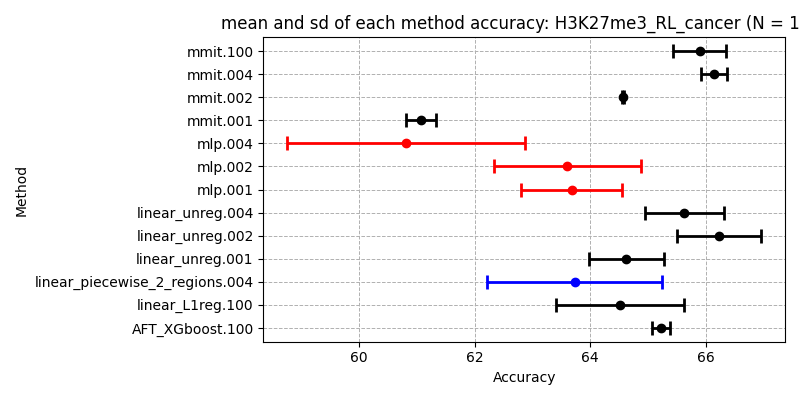 mean and sd of each method accuracy: H3K27me3_RL_cancer (N = 1
mmit.100
mmit.004
mmit.002
mmit.001
mlp.004
mlp.002
mlp.001
linear_unreg.004
linear_unreg.002
linear_unreg.001
linear_piecewise_2_regions.004
linear_L1reg.100
AFT_XGboost.100
Method
60 62 64 66
Accuracy